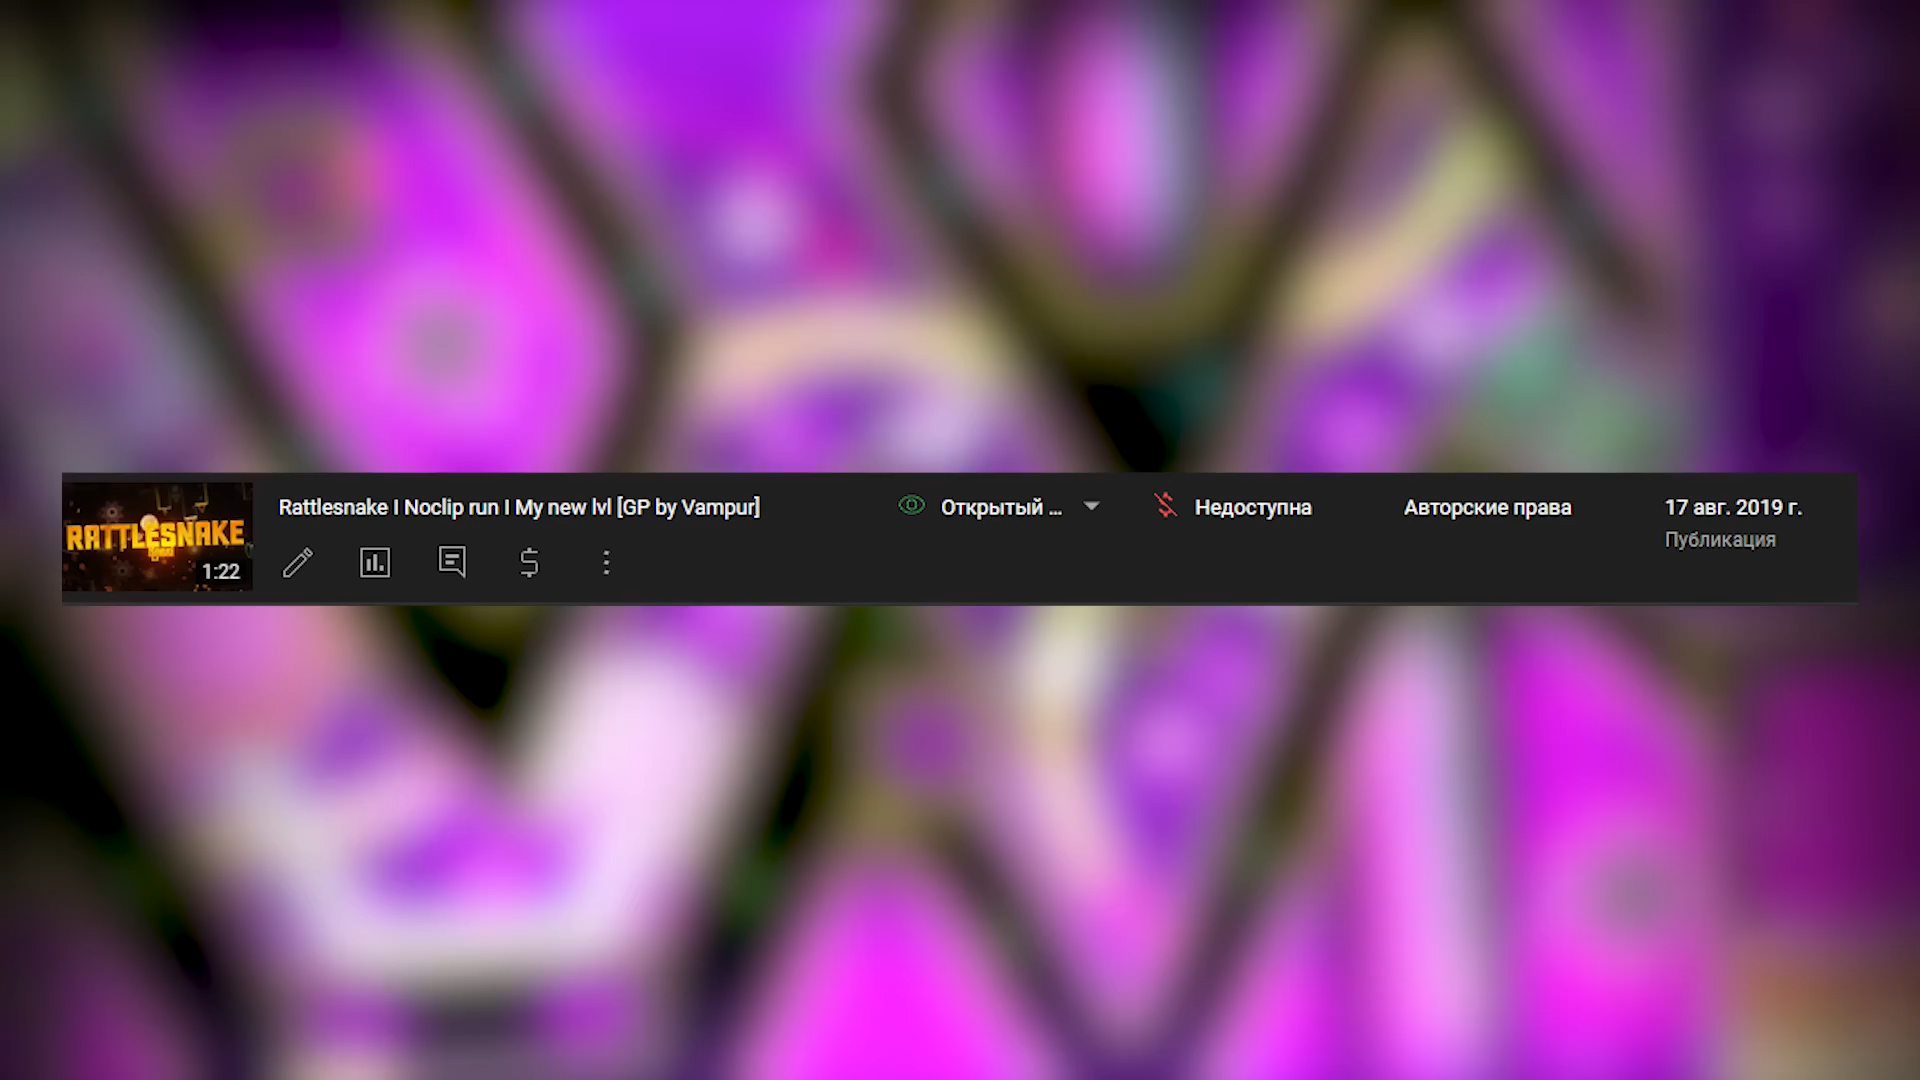 RATTLESNAKE
1:22
Rattlesnake I Noclip run I My new lvl [GP by Vampur]
Открытый ...
Недоступна
Авторские права
17 авг. 2019 г.
Публикация